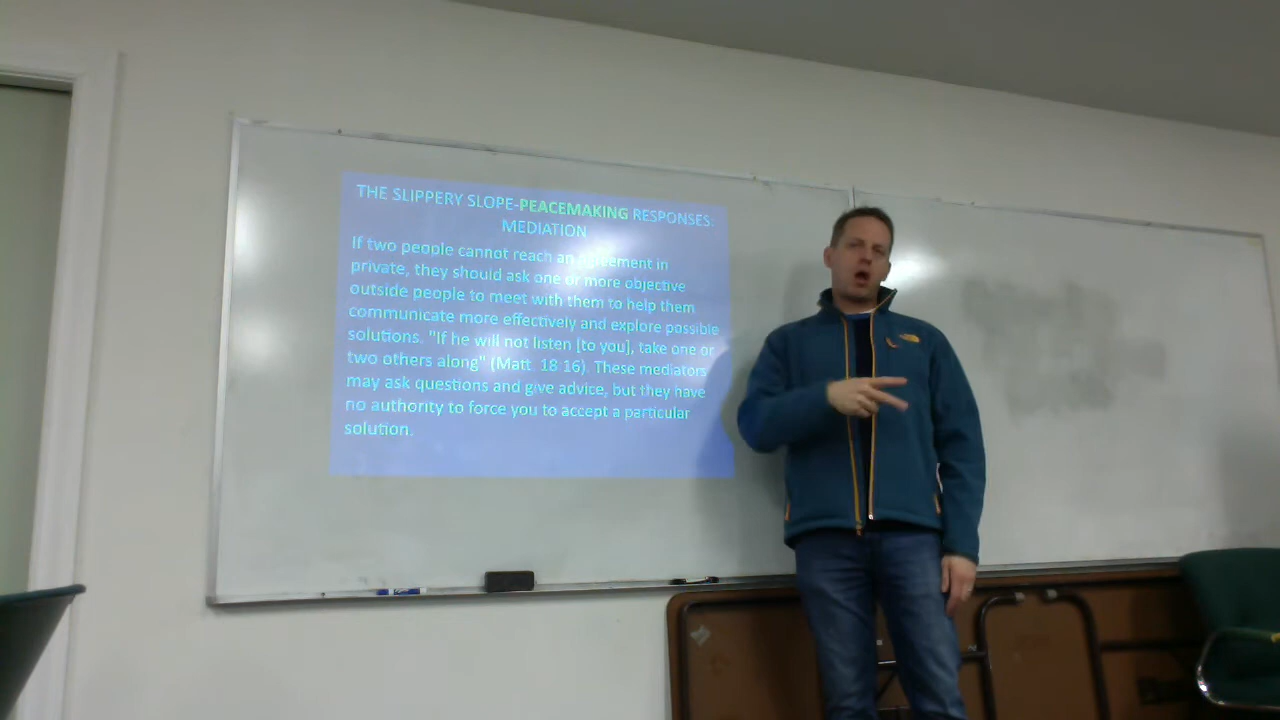 THE SLIPPERY SLOPE-PEACEMAKING RESPONSES:
MEDIATION
If two people cannot reach an agreement in
private, they should ask one or more objective
outside people to meet with them to help them
communicate more effectively and explore possible
solutions. "If he will not listen [to you], take one or
two others along" (Matt. 18:16). These mediators
may ask questions and give advice, but they have
no authority to force you to accept a particular
solution.